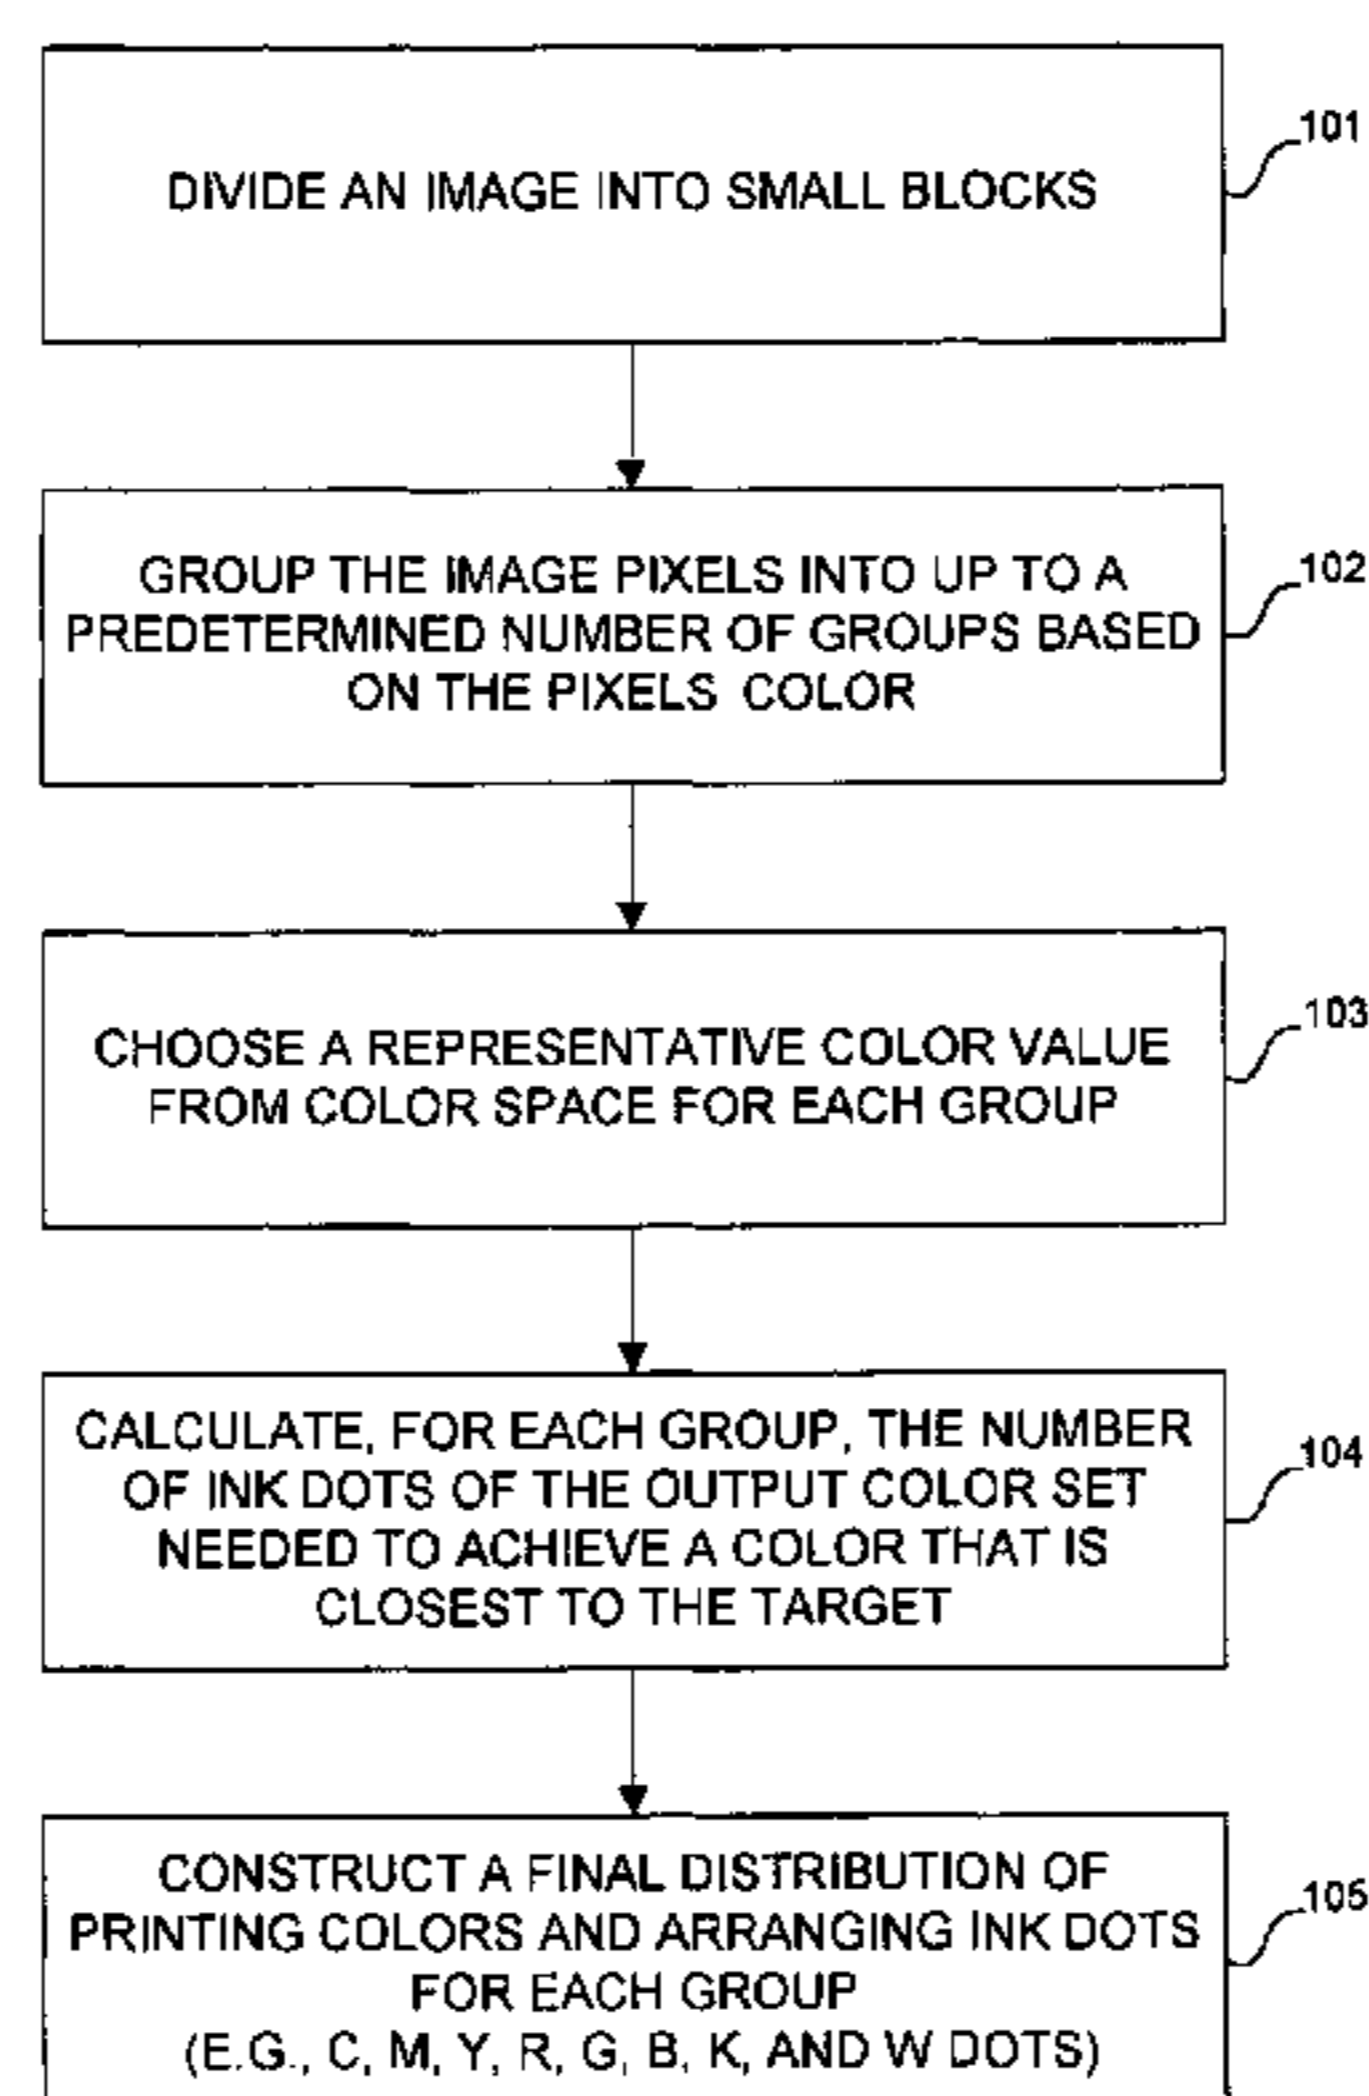 DIVIDE AN IMAGE INTO SMALL BLOCKS
101
GROUP THE IMAGE PIXELS INTO UP TO A
PREDETERMINED NUMBER OF GROUPS BASED
ON THE PIXELS COLOR
102
CHOOSE A REPRESENTATIVE COLOR VALUE
FROM COLOR SPACE FOR EACH GROUP
103
CALCULATE, FOR EACH GROUP, THE NUMBER
OF INK DOTS OF THE OUTPUT COLOR SET
NEEDED TO ACHIEVE A COLOR THAT IS
CLOSEST TO THE TARGET
104
CONSTRUCT A FINAL DISTRIBUTION OF
PRINTING COLORS AND ARRANGING INK DOTS
FOR EACH GROUP
(E.G., C, M, Y, R, G, B, K, AND W DOTS)
105